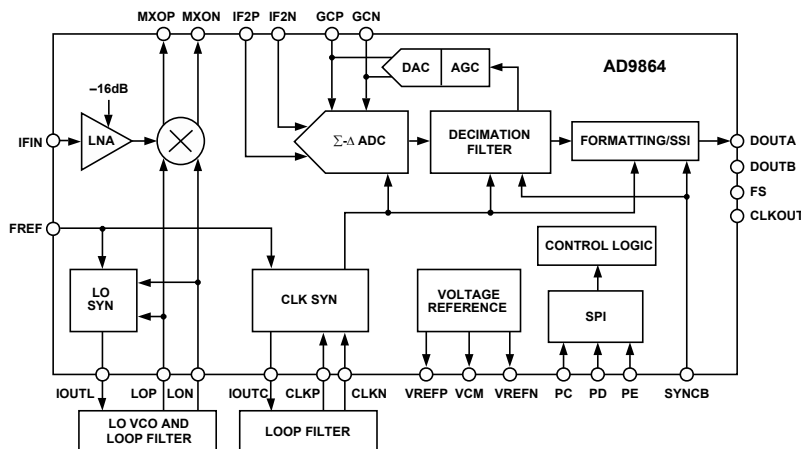 MXOP MXON IF2P IF2N GCP GCN
DAC AGC
AD9864
–16dB
IFIN
LNA
Σ-Δ ADC
DECIMATION
FILTER
FORMATTING/SSI
DOUTA
DOUTB
FS
CLKOUT
FREF
LO
SYN
CLK SYN
VOLTAGE
REFERENCE
CONTROL LOGIC
SPI
IOUTL LOP LON IOUTC CLKP CLKN VREFP VCM VREFN PC PD PE SYNCB
LO VCO AND
LOOP FILTER
LOOP FILTER